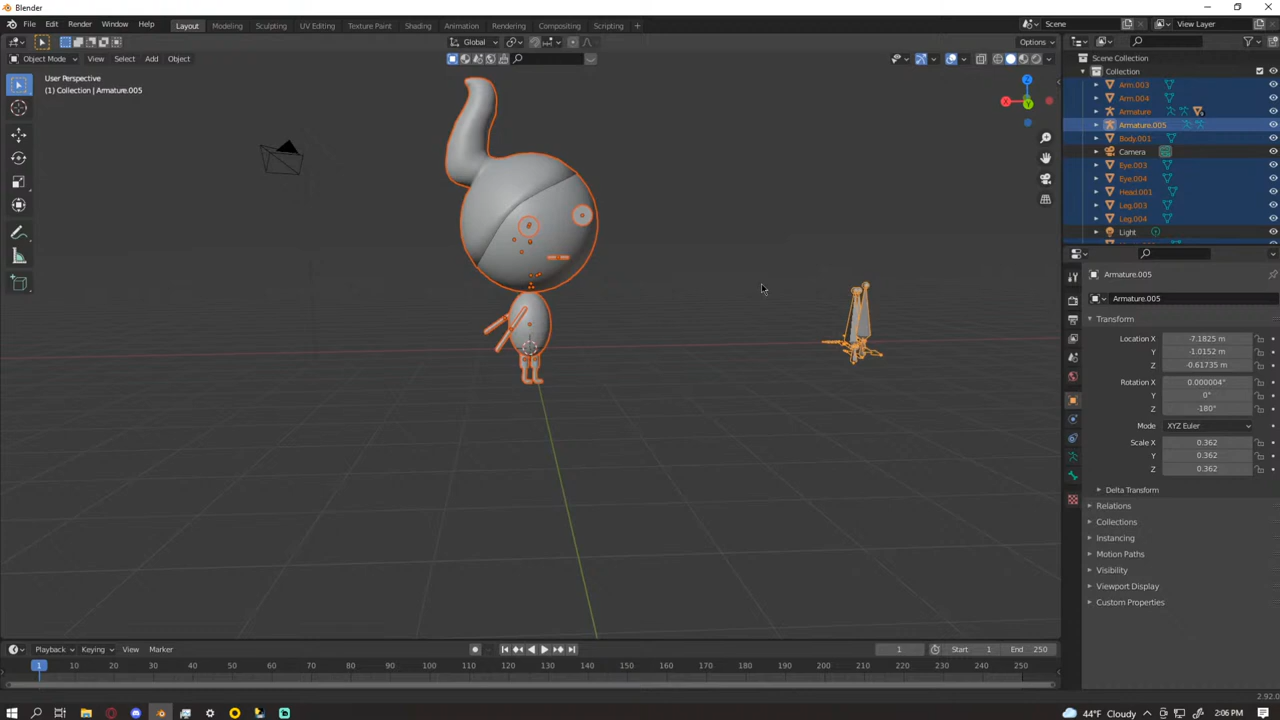 Blender
File Edit Render Window Help Layout Modeling Sculpting UV Editing Texture Paint Shading Animation Rendering Compositing Scripting + Scene View Layer
Global Options
Object Mode View Select Add Object
User Perspective
(1) Collection | Armature.005
Scene Collection
Collection
Arm.003
Arm.004
Armature
Armature.005
Body.001
Camera
Eye.003
Eye.004
Head.001
Leg.003
Leg.004
Light
Armature.005
Armature.005
Transform
Location X -7.1825 m
Y -1.0152 m
Z -0.61735 m
Rotation X 0.000004°
Y 0°
Z -180°
Mode XYZ Euler
Scale X 0.362
Y 0.362
Z 0.362
Delta Transform
Relations
Collections
Instancing
Motion Paths
Visibility
Viewport Display
Custom Properties
Playback Keying View Marker 1 Start 1 End 250
1 10 20 30 40 50 60 70 80 90 100 110 120 130 140 150 160 170 180 190 200 210 220 230 240 250
2.92.0
44°F Cloudy 2:06 PM